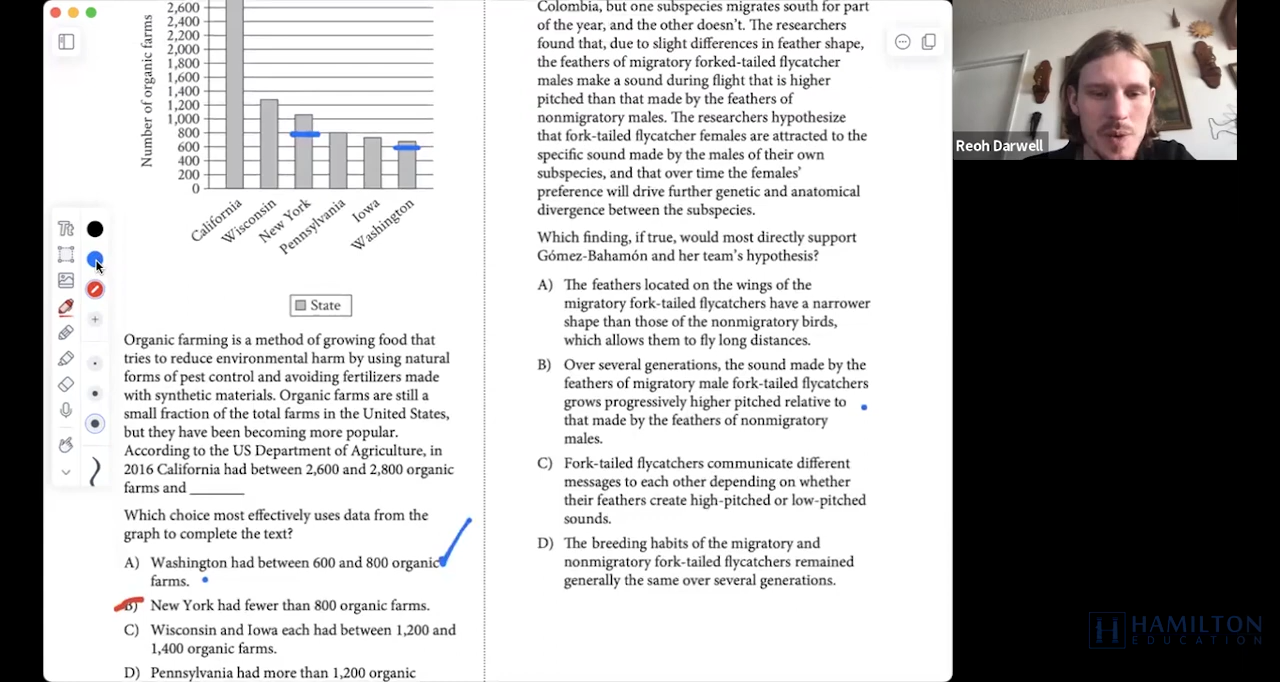 Number of organic farms
2,600
2,400
2,200
2,000
1,800
1,600
1,400
1,200
1,000
800
600
400
200
0
California
Wisconsin
New York
Pennsylvania
Iowa
Washington
State
Organic farming is a method of growing food that
tries to reduce environmental harm by using natural
forms of pest control and avoiding fertilizers made
with synthetic materials. Organic farms are still a
small fraction of the total farms in the United States,
but they have been becoming more popular.
According to the US Department of Agriculture, in
2016 California had between 2,600 and 2,800 organic
farms and ________
Which choice most effectively uses data from the
graph to complete the text?
A) Washington had between 600 and 800 organic
farms.
B) New York had fewer than 800 organic farms.
C) Wisconsin and Iowa each had between 1,200 and
1,400 organic farms.
D) Pennsylvania had more than 1,200 organic
Colombia, but one subspecies migrates south for part
of the year, and the other doesn't. The researchers
found that, due to slight differences in feather shape,
the feathers of migratory forked-tailed flycatcher
males make a sound during flight that is higher
pitched than that made by the feathers of
nonmigratory males. The researchers hypothesize
that fork-tailed flycatcher females are attracted to the
specific sound made by the males of their own
subspecies, and that over time the females'
preference will drive further genetic and anatomical
divergence between the subspecies.
Which finding, if true, would most directly support
Gómez-Bahamón and her team's hypothesis?
A) The feathers located on the wings of the
migratory fork-tailed flycatchers have a narrower
shape than those of the nonmigratory birds,
which allows them to fly long distances.
B) Over several generations, the sound made by the
feathers of migratory male fork-tailed flycatchers
grows progressively higher pitched relative to
that made by the feathers of nonmigratory
males.
C) Fork-tailed flycatchers communicate different
messages to each other depending on whether
their feathers create high-pitched or low-pitched
sounds.
D) The breeding habits of the migratory and
nonmigratory fork-tailed flycatchers remained
generally the same over several generations.
Tt
Reoh Darwell
HAMILTON
EDUCATION